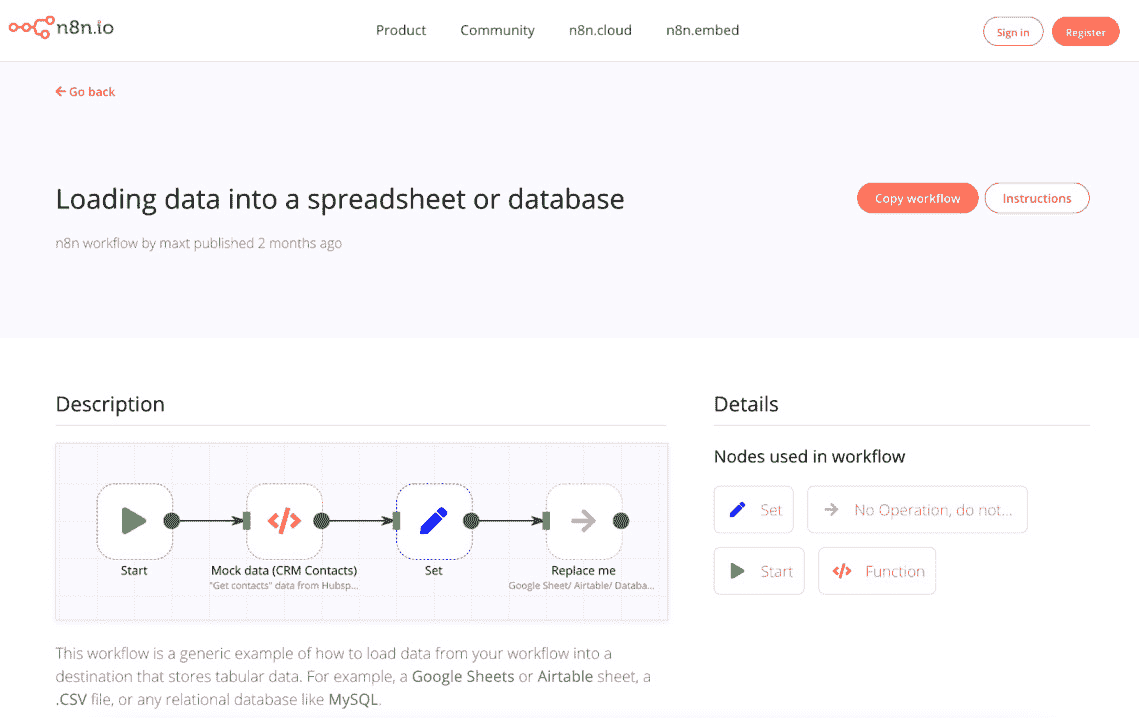 n8n.io
Product Community n8n.cloud n8n.embed
Sign in Register
Go back
Loading data into a spreadsheet or database
Copy workflow Instructions
n8n workflow by maxt published 2 months ago
Description
Start
Mock data (CRM Contacts)
"Get contacts" data from Hubsp...
Set
Replace me
Google Sheet/ Airtable/ Databa...
This workflow is a generic example of how to load data from your workflow into a
destination that stores tabular data. For example, a Google Sheets or Airtable sheet, a
.CSV file, or any relational database like MySQL.
Details
Nodes used in workflow
Set No Operation, do not...
Start Function